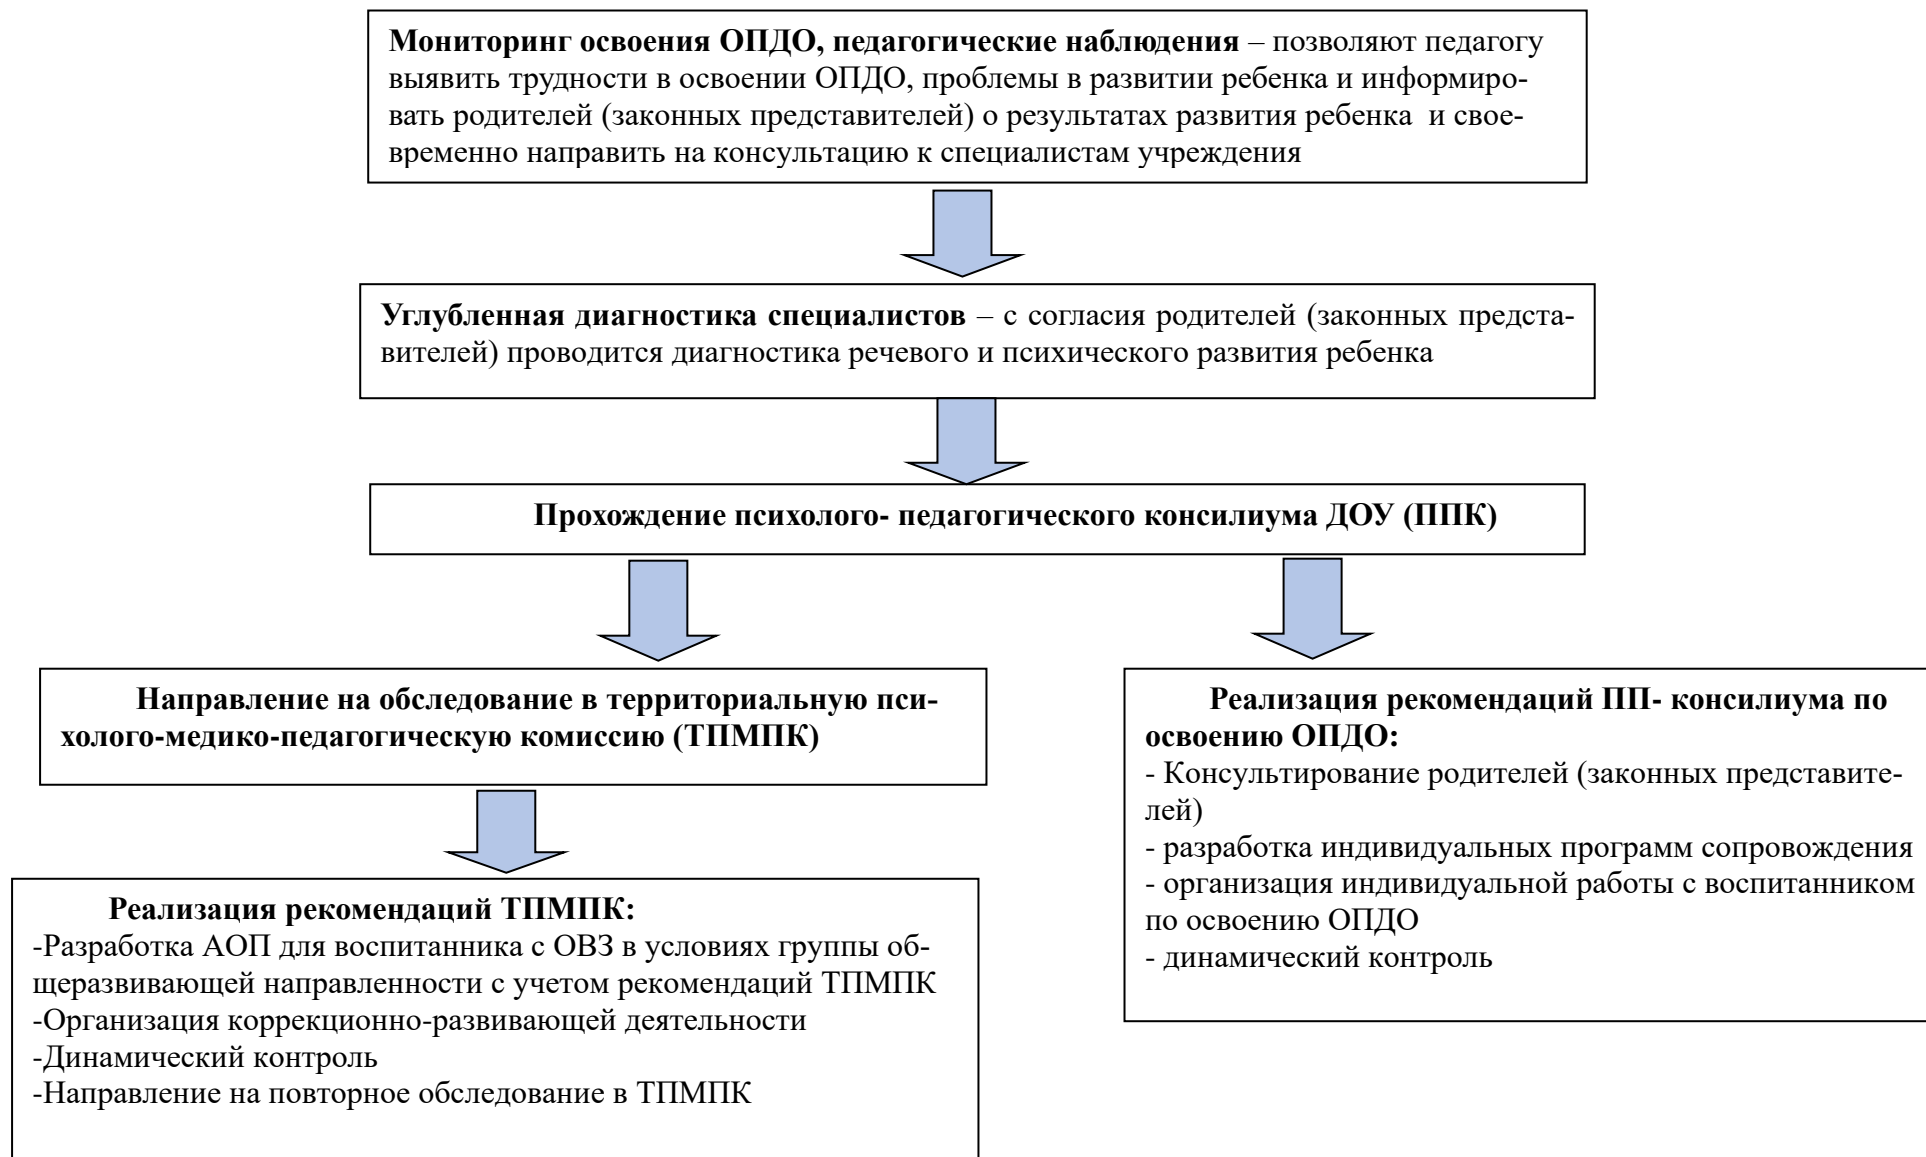 Мониторинг освоения ОПДО, педагогические наблюдения – позволяют педагогу
выявить трудности в освоении ОПДО, проблемы в развитии ребенка и информиро-
вать родителей (законных представителей) о результатах развития ребенка и свое-
временно направить на консультацию к специалистам учреждения
Углубленная диагностика специалистов – с согласия родителей (законных предста-
вителей) проводится диагностика речевого и психического развития ребенка
Прохождение психолого- педагогического консилиума ДОУ (ППК)
Направление на обследование в территориальную пси-
холого-медико-педагогическую комиссию (ТПМПК)
Реализация рекомендаций ТПМПК:
-Разработка АОП для воспитанника с ОВЗ в условиях группы об-
щеразвивающей направленности с учетом рекомендаций ТПМПК
-Организация коррекционно-развивающей деятельности
-Динамический контроль
-Направление на повторное обследование в ТПМПК
Реализация рекомендаций ПП- консилиума по
освоению ОПДО:
- Консультирование родителей (законных представите-
лей)
- разработка индивидуальных программ сопровождения
- организация индивидуальной работы с воспитанником
по освоению ОПДО
- динамический контроль